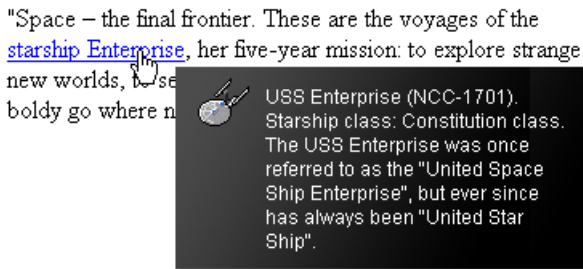 "Space – the final frontier. These are the voyages of the
starship Enterprise, her five-year mission: to explore strange
new worlds, to se
boldy go where n
USS Enterprise (NCC-1701).
Starship class: Constitution class.
The USS Enterprise was once
referred to as the "United Space
Ship Enterprise", but ever since
has always been "United Star
Ship".